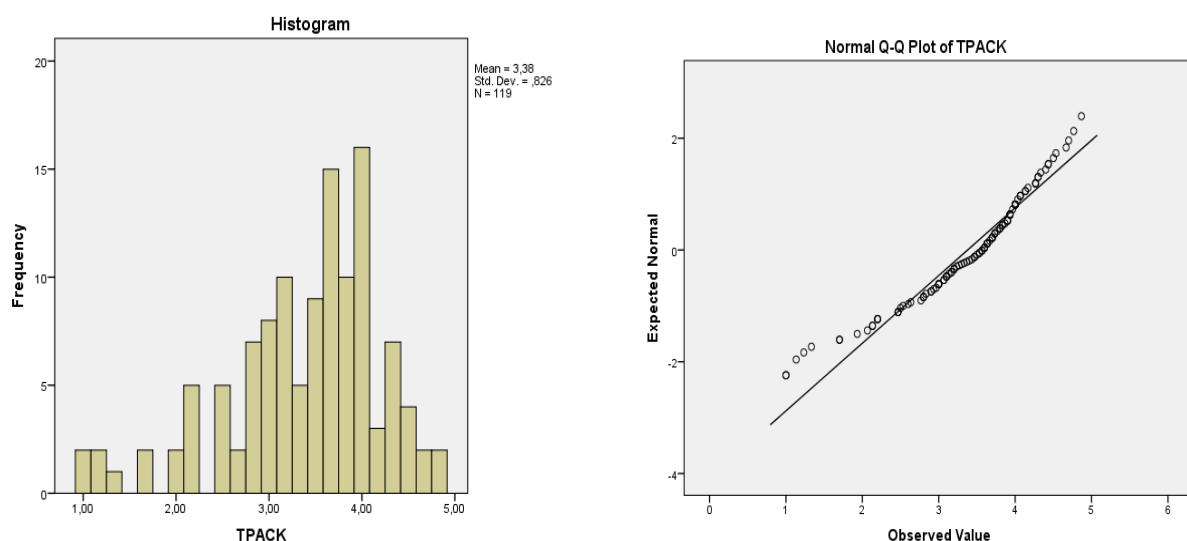 Histogram
Mean = 3,38
Std. Dev. = ,826
N = 119
Frequency
20
15
10
5
0
1,00 2,00 3,00 4,00 5,00
TPACK
Normal Q-Q Plot of TPACK
Expected Normal
2
0
-2
-4
0 1 2 3 4 5 6
Observed Value